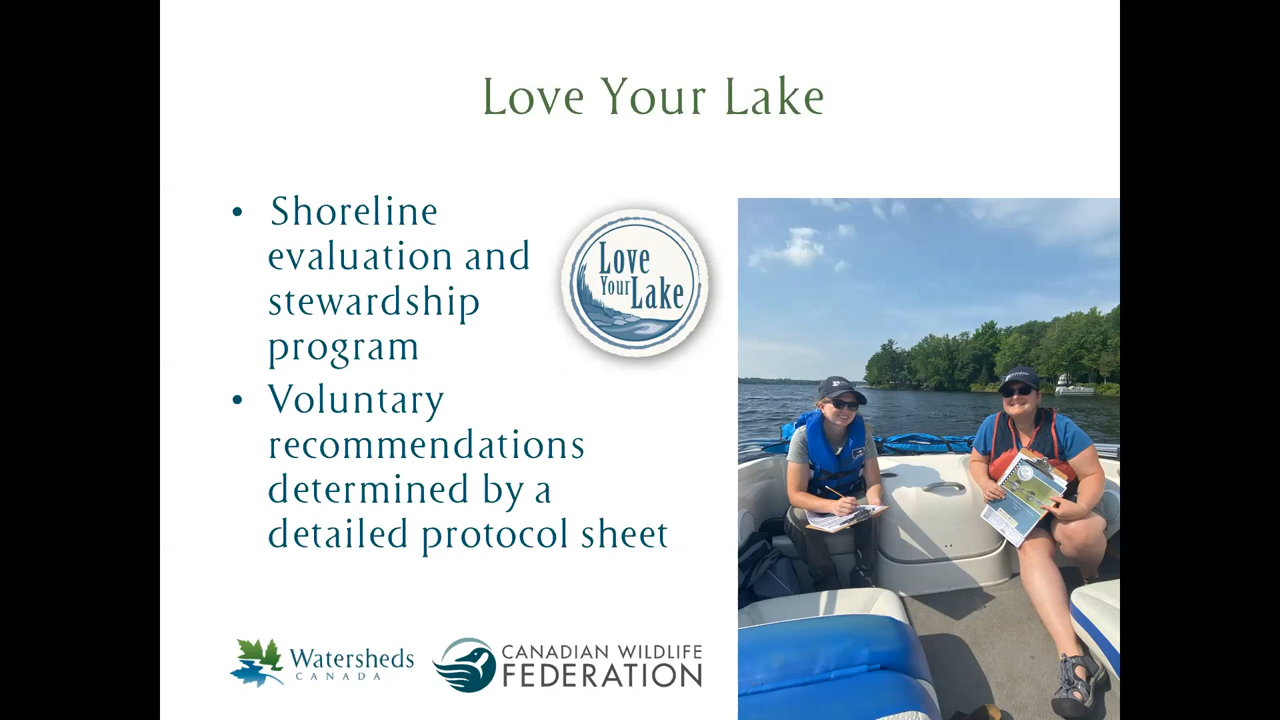 Love Your Lake
• Shoreline
evaluation and
stewardship
program
• Voluntary
recommendations
determined by a
detailed protocol sheet
Love
Your Lake
Watersheds
CANADA
CANADIAN WILDLIFE
FEDERATION